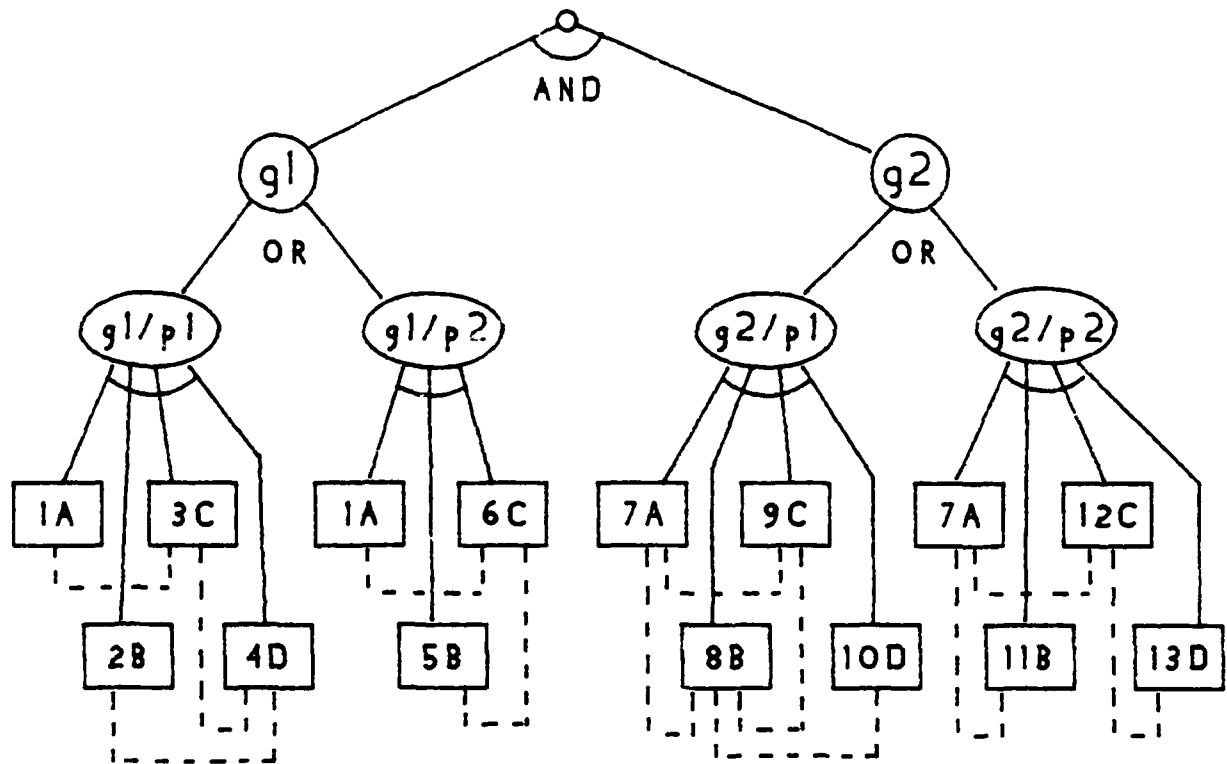 AND
g1 g2
OR OR
g1/p1 g1/p2 g2/p1 g2/p2
1A 3C 1A 6C 7A 9C 7A 12C
2B 4D 5B 8B 10D 11B 13D